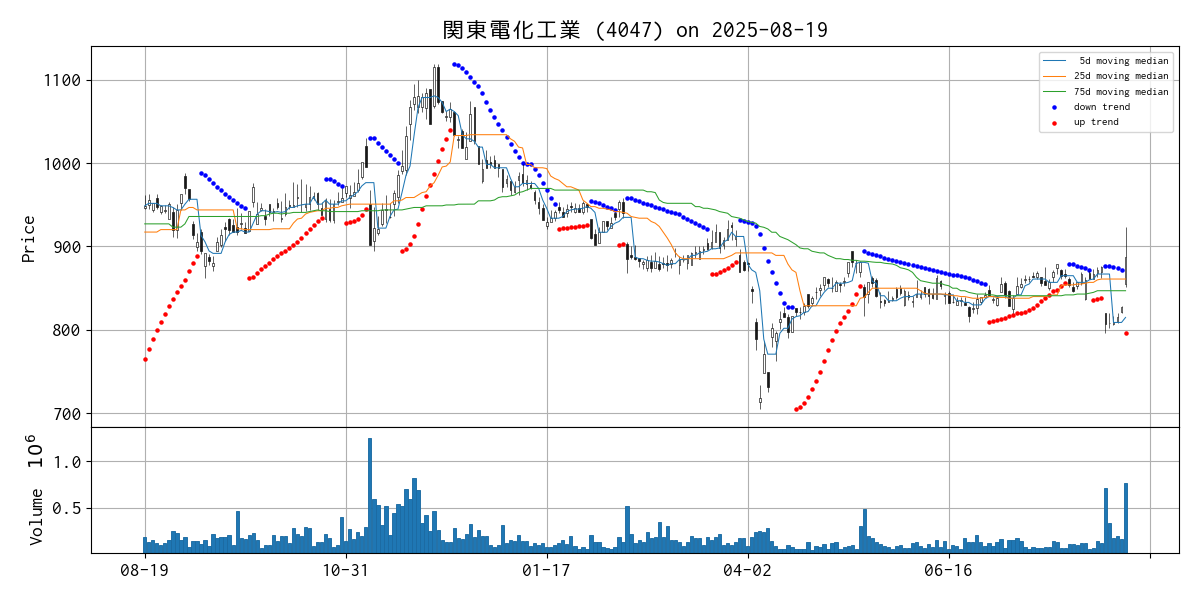 関東電化工業 (4047) on 2025-08-19
5d moving median
25d moving median
75d moving median
down trend
up trend
Price
1100
1000
900
800
700
Volume 10^6
1.0
0.5
08-19 10-31 01-17 04-02 06-16